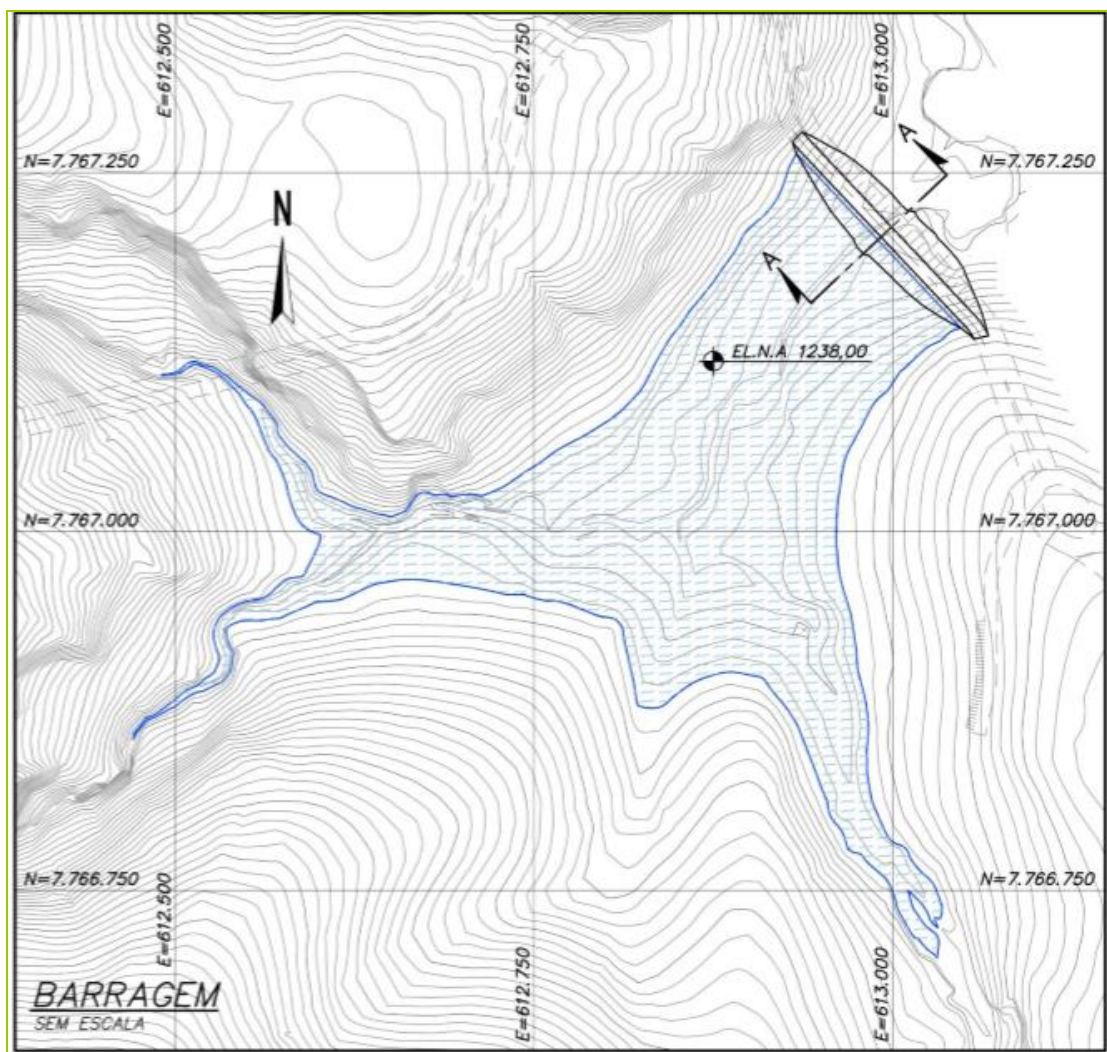 E=612.500
E=612.750
E=613.000
N=7.767.250
N=7.767.250
A
N
A
EL.N.A 1238,00
N=7.767.000
N=7.767.000
N=7.766.750
N=7.766.750
E=612.500
E=612.750
E=613.000
BARRAGEM
SEM ESCALA